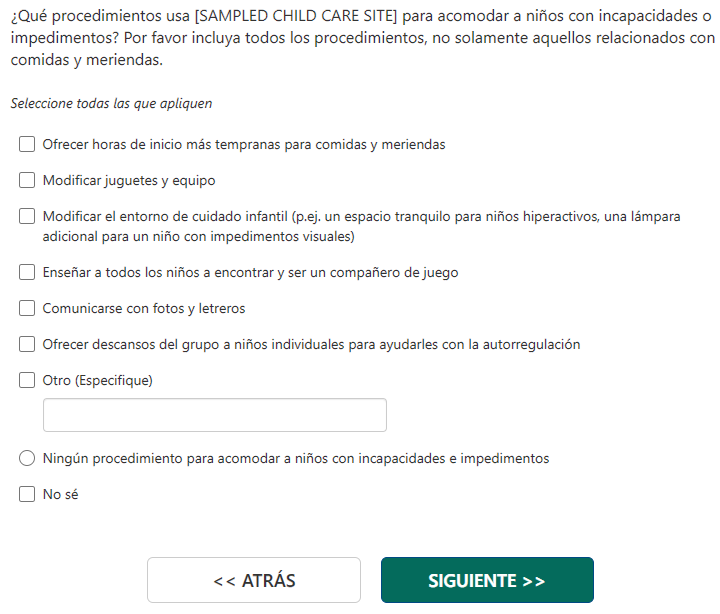 ¿Qué procedimientos usa [SAMPLED CHILD CARE SITE] para acomodar a niños con incapacidades o
impedimentos? Por favor incluya todos los procedimientos, no solamente aquellos relacionados con
comidas y meriendas.
Seleccione todas las que apliquen
Ofrecer horas de inicio más tempranas para comidas y meriendas
Modificar juguetes y equipo
Modificar el entorno de cuidado infantil (p.ej. un espacio tranquilo para niños hiperactivos, una lámpara
adicional para un niño con impedimentos visuales)
Enseñar a todos los niños a encontrar y ser un compañero de juego
Comunicarse con fotos y letreros
Ofrecer descansos del grupo a niños individuales para ayudarles con la autorregulación
Otro (Especifique)
Ningún procedimiento para acomodar a niños con incapacidades e impedimentos
No sé
<< ATRÁS
SIGUIENTE >>